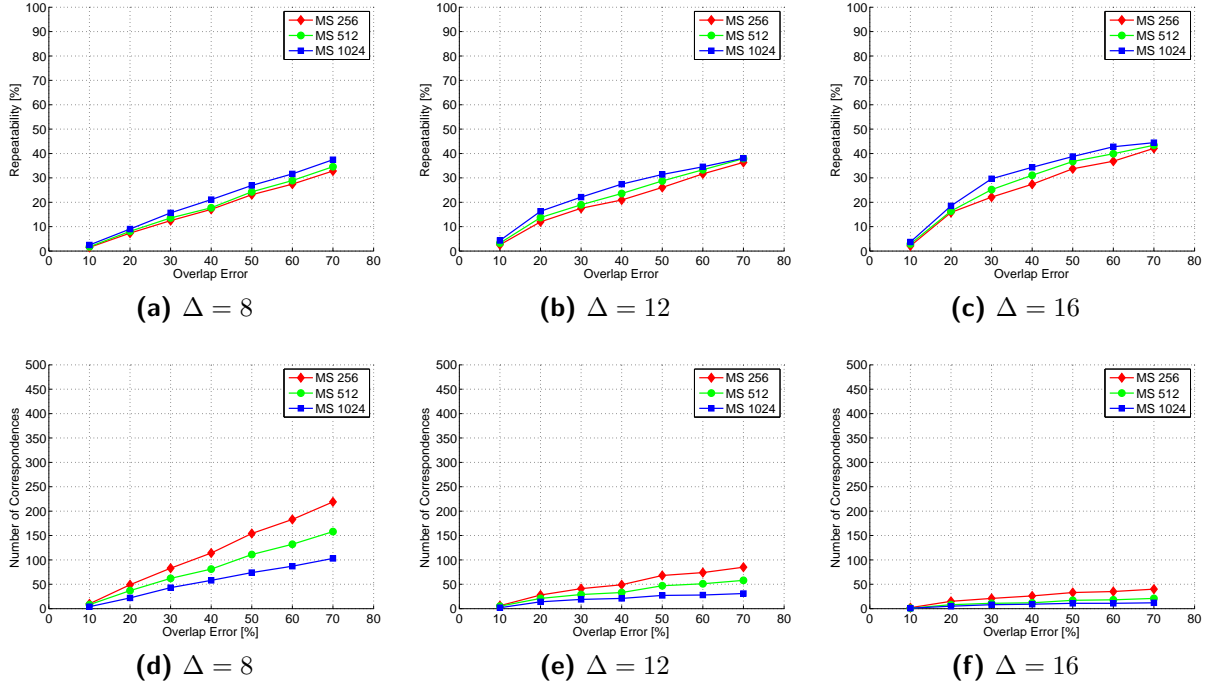 100
90
80
70
60
50
40
30
20
10
0
Repeatability [%]
0 10 20 30 40 50 60 70 80
Overlap Error
MS 256
MS 512
MS 1024
(a) Δ = 8
100
90
80
70
60
50
40
30
20
10
0
Repeatability [%]
0 10 20 30 40 50 60 70 80
Overlap Error
MS 256
MS 512
MS 1024
(b) Δ = 12
100
90
80
70
60
50
40
30
20
10
0
Repeatability [%]
0 10 20 30 40 50 60 70 80
Overlap Error
MS 256
MS 512
MS 1024
(c) Δ = 16
500
450
400
350
300
250
200
150
100
50
0
Number of Correspondences
0 10 20 30 40 50 60 70 80
Overlap Error [%]
MS 256
MS 512
MS 1024
(d) Δ = 8
500
450
400
350
300
250
200
150
100
50
0
Number of Correspondences
0 10 20 30 40 50 60 70 80
Overlap Error [%]
MS 256
MS 512
MS 1024
(e) Δ = 12
500
450
400
350
300
250
200
150
100
50
0
Number of Correspondences
0 10 20 30 40 50 60 70 80
Overlap Error [%]
MS 256
MS 512
MS 1024
(f) Δ = 16